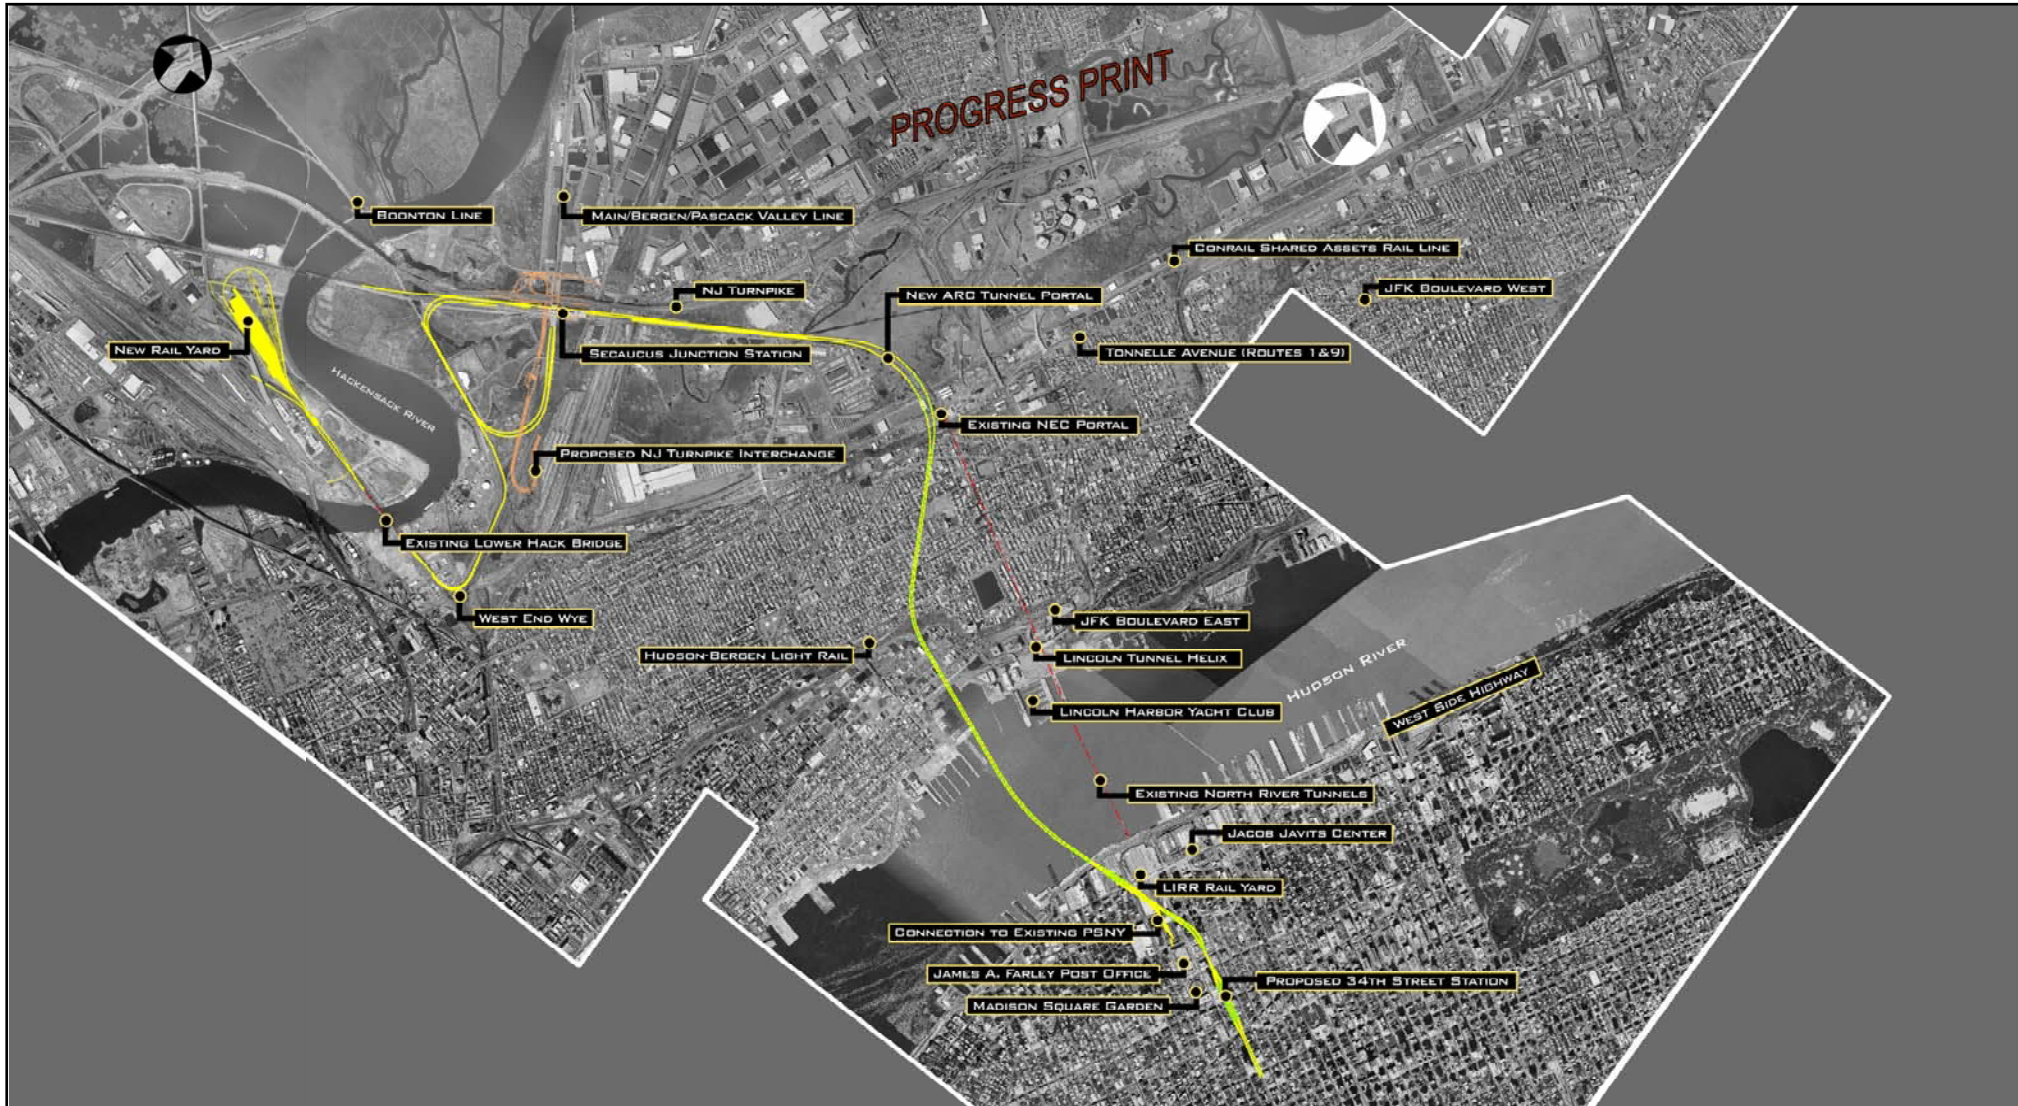 PROGRESS PRINT
BOONTON LINE
MAIN/BERGEN/PASCACK VALLEY LINE
CONRAIL SHARED ASSETS RAIL LINE
NJ TURNPIKE
NEW ARC TUNNEL PORTAL
JFK BOULEVARD WEST
NEW RAIL YARD
SECAUCUS JUNCTION STATION
TONNELLE AVENUE (ROUTES 1&9)
HACKENSACK RIVER
EXISTING NEC PORTAL
PROPOSED NJ TURNPIKE INTERCHANGE
EXISTING LOWER HACK BRIDGE
WEST END WYE
JFK BOULEVARD EAST
HUDSON-BERGEN LIGHT RAIL
LINCOLN TUNNEL HELIX
HUDSON RIVER
WEST SIDE HIGHWAY
LINCOLN HARBOR YACHT CLUB
EXISTING NORTH RIVER TUNNELS
JACOB JAVITS CENTER
LIRR RAIL YARD
CONNECTION TO EXISTING PSNY
JAMES A. FARLEY POST OFFICE
PROPOSED 34TH STREET STATION
MADISON SQUARE GARDEN